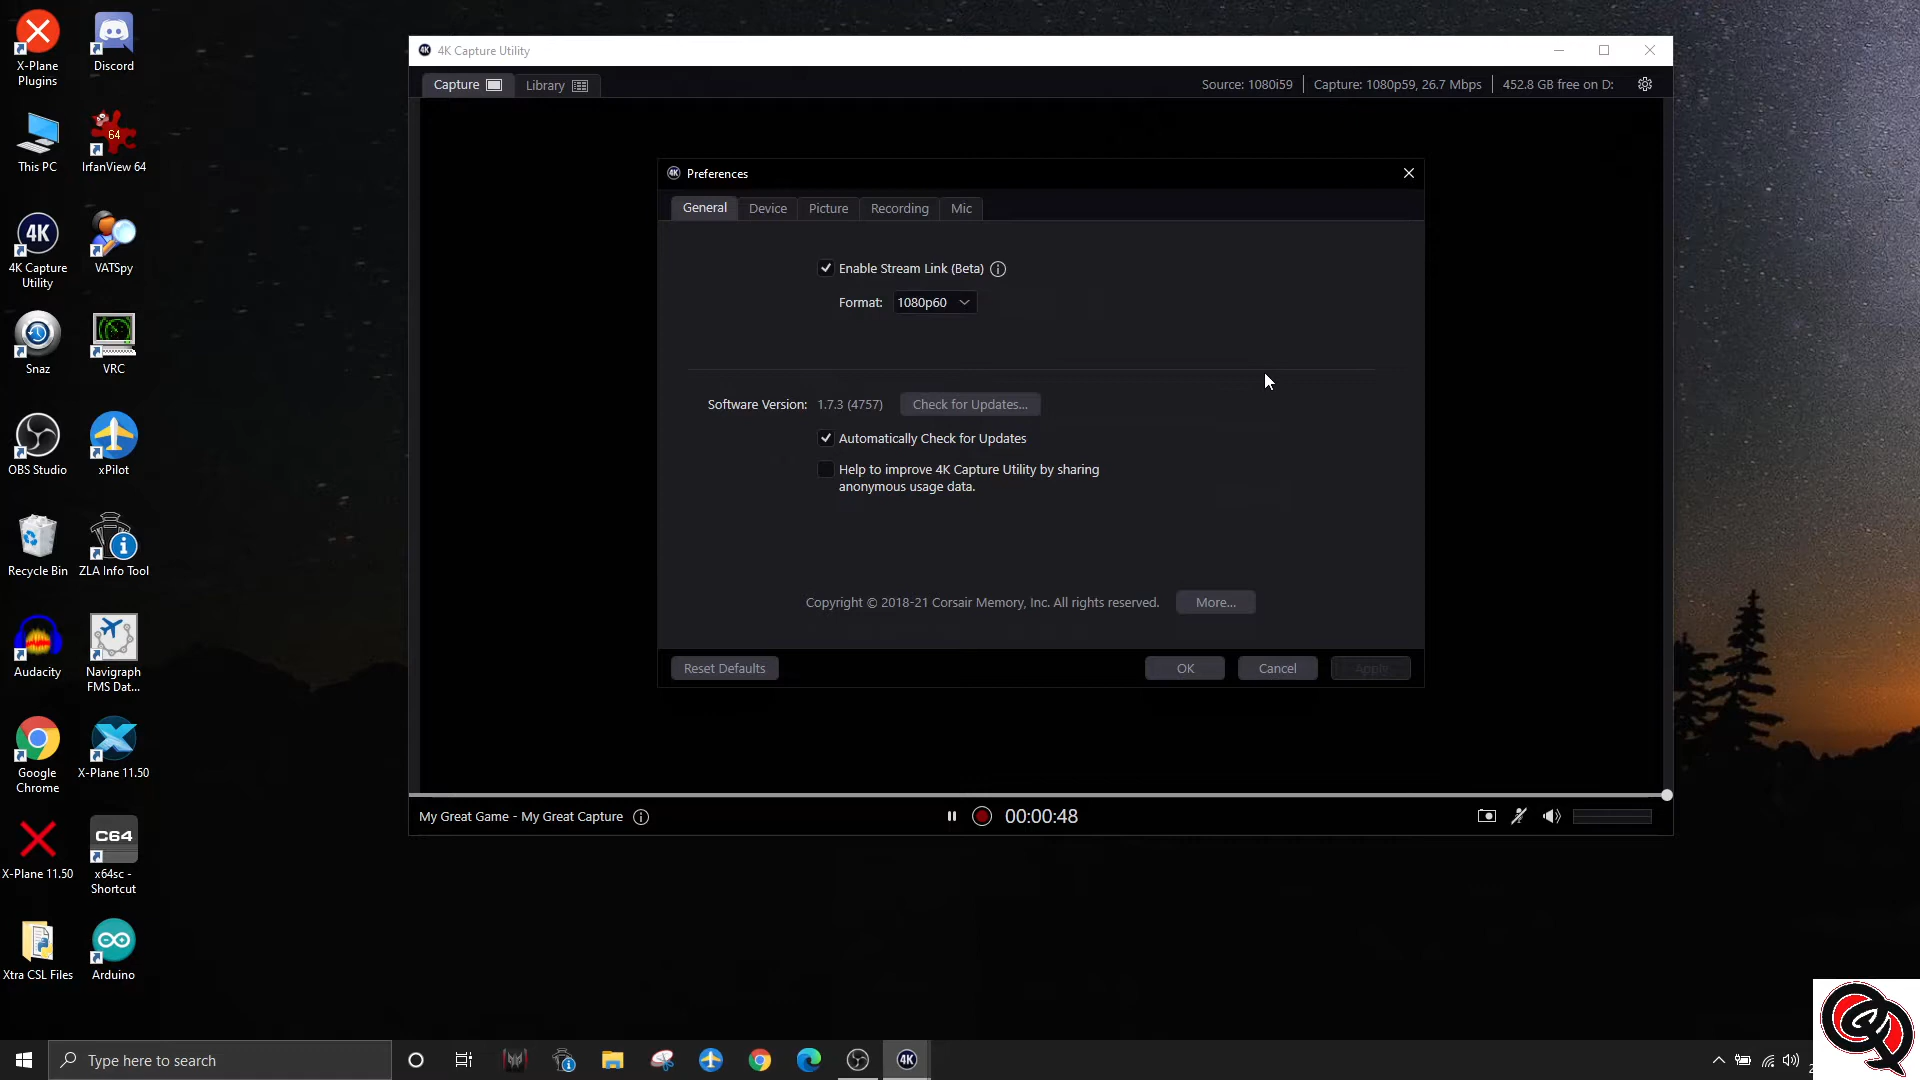 X-Plane
Plugins
Discord
This PC
64
IrfanView 64
4K
4K Capture
Utility
VATSpy
Snaz
VRC
OBS Studio
xPilot
Recycle Bin
ZLA Info Tool
Audacity
Navigraph
FMS Dat...
Google
Chrome
X-Plane 11.50
X-Plane 11.50
C64
x64sc -
Shortcut
Xtra CSL Files
Arduino
4K 4K Capture Utility
Capture Library Source: 1080i59 Capture: 1080p59, 26.7 Mbps 452.8 GB free on D:
4K Preferences
General Device Picture Recording Mic
Enable Stream Link (Beta)
Format: 1080p60
Software Version: 1.7.3 (4757) Check for Updates...
Automatically Check for Updates
Help to improve 4K Capture Utility by sharing
anonymous usage data.
Copyright © 2018-21 Corsair Memory, Inc. All rights reserved. More...
Reset Defaults OK Cancel Apply
My Great Game - My Great Capture 00:00:48
Type here to search 4K